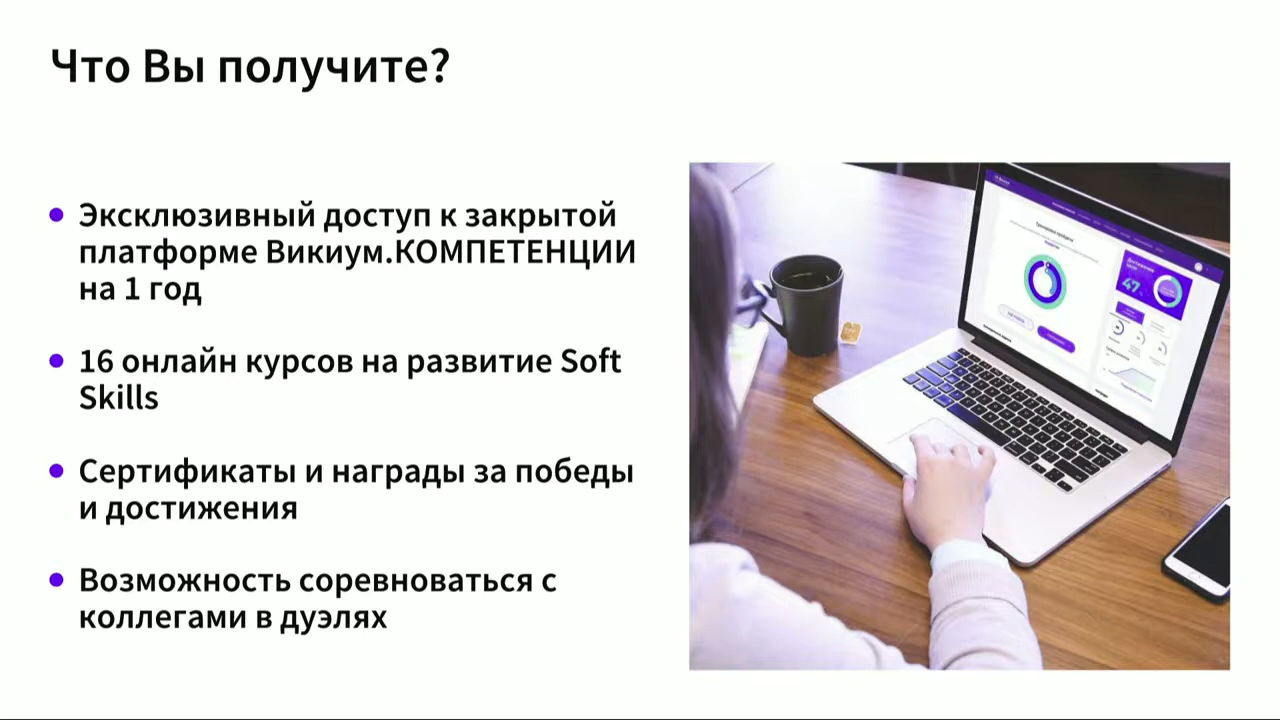 Что Вы получите?
Эксклюзивный доступ к закрытой
платформе Викиум.КОМПЕТЕНЦИИ
на 1 год
16 онлайн курсов на развитие Soft
Skills
Сертификаты и награды за победы
и достижения
Возможность соревноваться с
коллегами в дуэлях
47